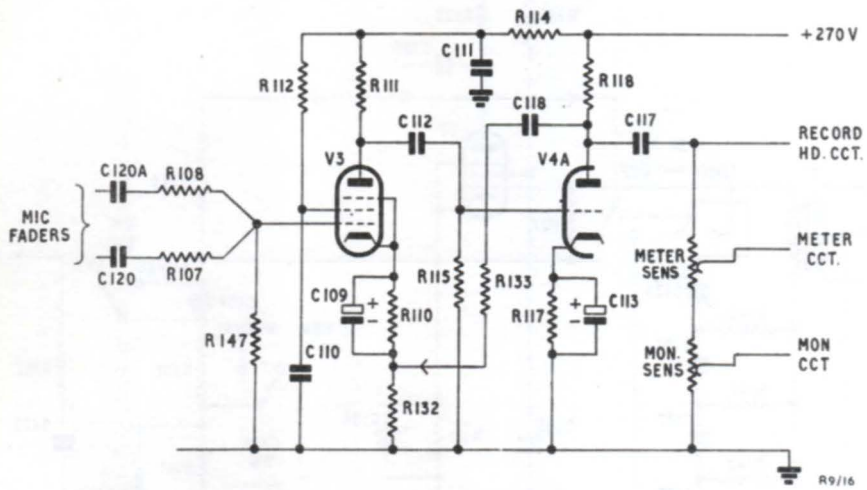 R114
+270V
C111
R112
R111
R118
C118
C112
C117
RECORD
HD. CCT.
V3
V4A
C120A
R108
MIC
FADERS
C120
R107
METER
SENS
METER
CCT.
R115
R133
C109
+
-
R110
R117
+
-
C113
R147
C110
MON.
SENS
MON
CCT
R132
R9/16